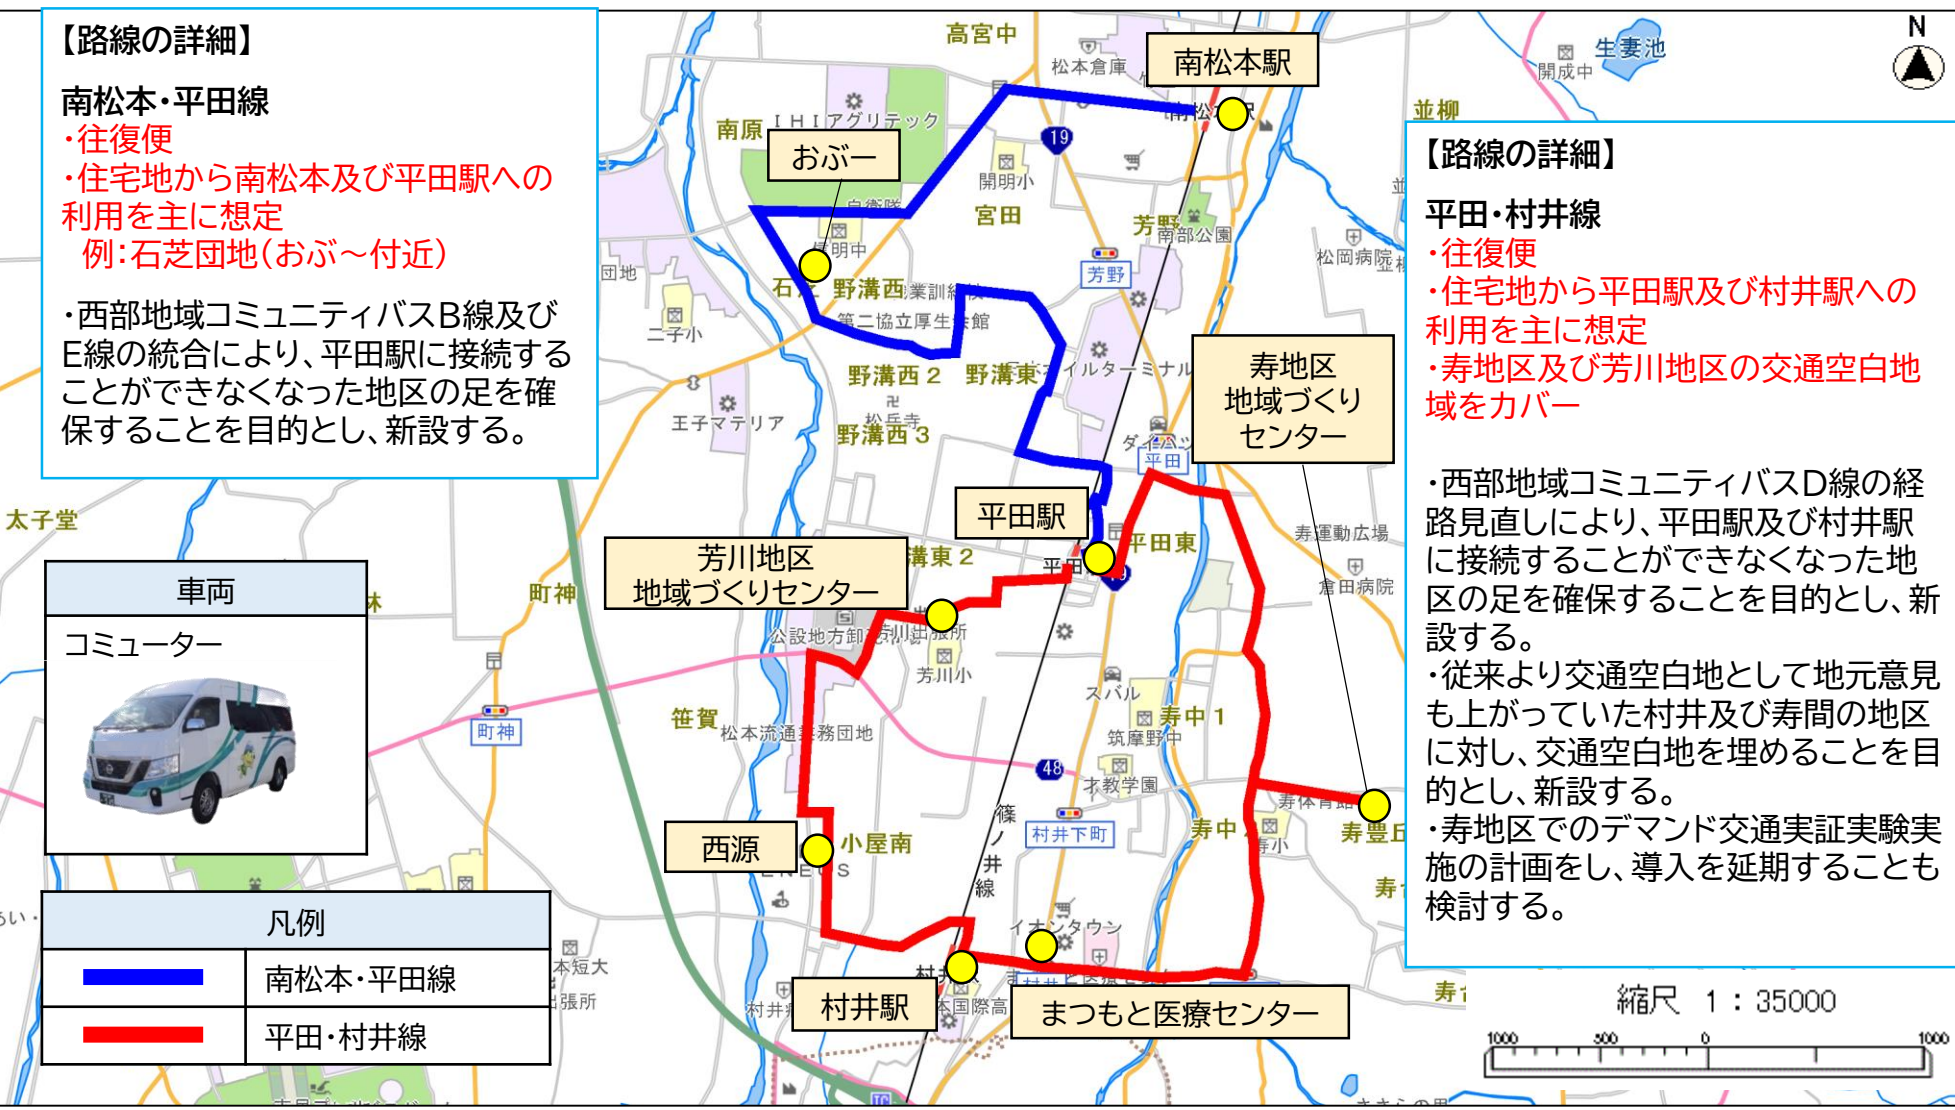 【路線の詳細】
南松本・平田線
・往復便
・住宅地から南松本及び平田駅への
利用を主に想定
例：石芝団地（おぶ～付近）
・西部地域コミュニティバスB線及び
E線の統合により、平田駅に接続する
ことができなくなった地区の足を確
保することを目的とし、新設する。
【路線の詳細】
平田・村井線
・往復便
・住宅地から平田駅及び村井駅への
利用を主に想定
・寿地区及び芳川地区の交通空白地
域をカバー
・西部地域コミュニティバスD線の経
路見直しにより、平田駅及び村井駅
に接続することができなくなった地
区の足を確保することを目的とし、新
設する。
・従来より交通空白地として地元意見
も上がっていた村井及び寿間の地区
に対し、交通空白地を埋めることを目
的とし、新設する。
・寿地区でのデマンド交通実証実験実
施の計画をし、導入を延期することも
検討する。
車両
コミューター
凡例
南松本・平田線
平田・村井線
南松本駅
おぶー
寿地区
地域づくり
センター
平田駅
芳川地区
地域づくりセンター
西源
村井駅
まつもと医療センター
N
縮尺 1：35000
1000
500
0
1000
高宮中
松本倉庫
開成中
生妻池
並柳
南原
IHIアグリテック
19
開明小
宮田
芳野
南部公園
芳野
松岡病院
団地
信明中
野溝西
第二協立厚生会館
二子小
野溝西2
野溝東
王子マテリア
松岳寺
野溝西3
平田
太子堂
平田東
寿運動広場
倉田病院
溝東2
町神
林
芳川小
スバル
寿中1
筑摩野中
笹賀
松本流通業務団地
町神
48
才教学園
篠ノ井線
村井下町
寿中
寿小
小屋南
イオンタウン